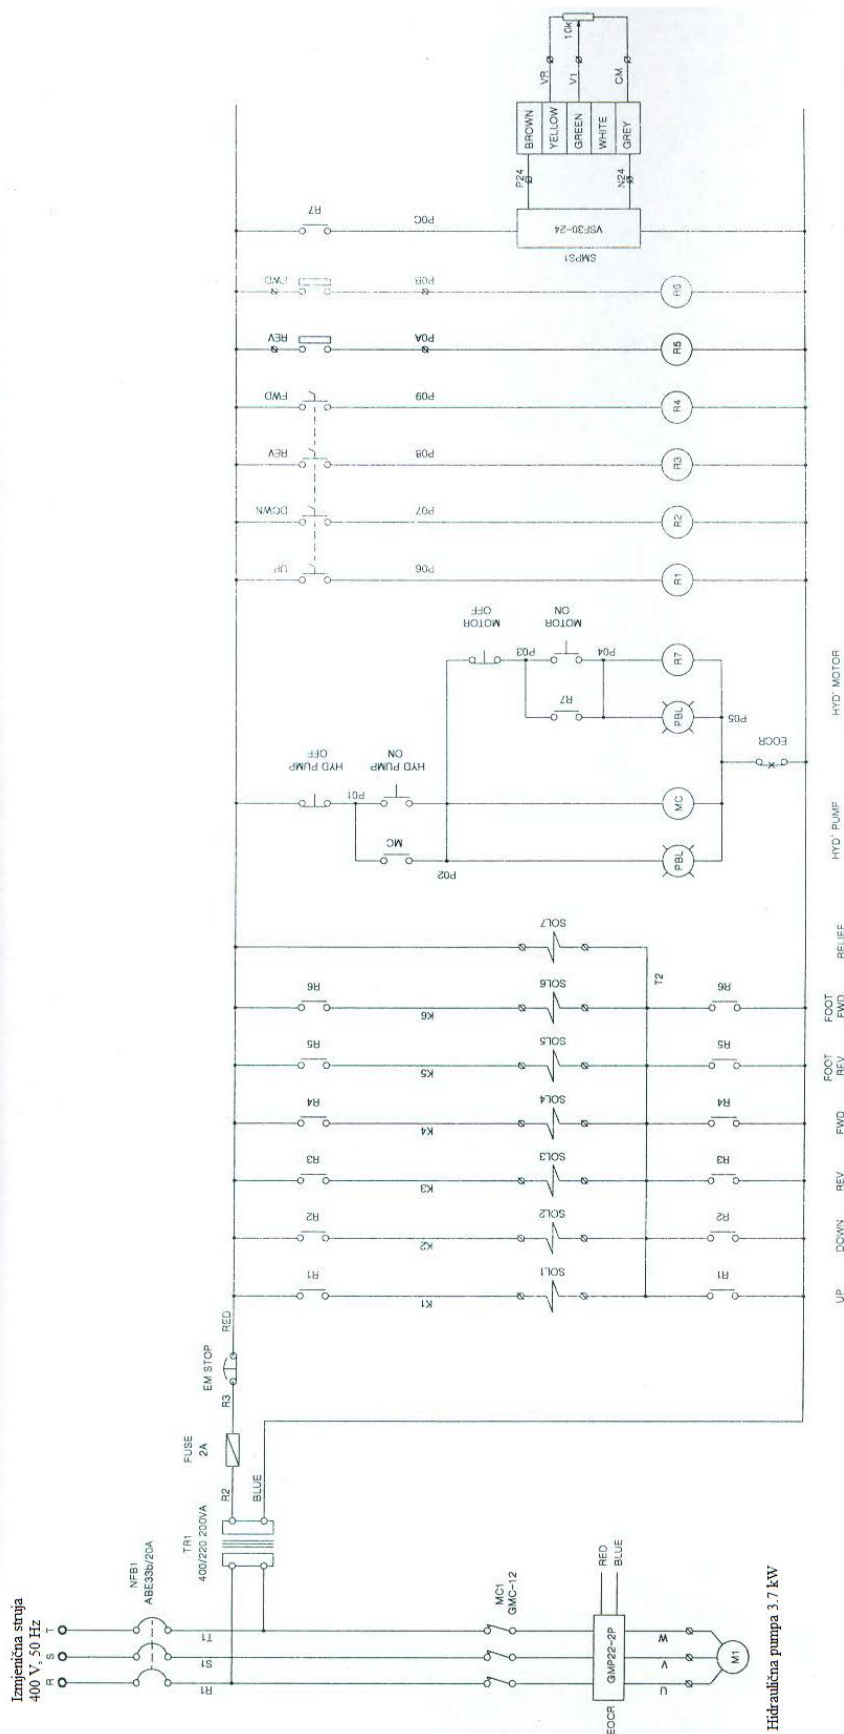 Izmjenična struja
400 V, 50 Hz
R
S
T
NFB1
ABE33b/20A
R1
S1
T1
TR1
400/220 200VA
R2
BLUE
FUSE
2A
R3
EM STOP
RED
MC1
GMC-12
EOCR
GMP22-2P
RED
BLUE
U
V
W
M1
Hidraulična pumpa 3.7 kW
R1
K1
SOL1
R1
UP
R2
K2
SOL2
R2
DOWN
R3
K3
SOL3
R3
REV
R4
K4
SOL4
R4
FWD
R5
K5
SOL5
R5
FOOT
REV
R6
K6
SOL6
R6
FOOT
FWD
SOL7
T2
RELIEF
HYD PUMP
OFF
P01
HYD PUMP
ON
MC
P02
PBL
MC
HYD' PUMP
MOTOR
OFF
P03
MOTOR
ON
R7
P04
PBL
R7
P05
EOCR
HYD' MOTOR
UP
P06
R1
DOWN
P07
R2
REV
P08
R3
FWD
P09
R4
REV
P0A
R5
FWD
P0B
R6
R7
P0C
SMPS1
VSF30-24
P24
N24
BROWN
YELLOW
GREEN
WHITE
GREY
VR
V1
CM
10k